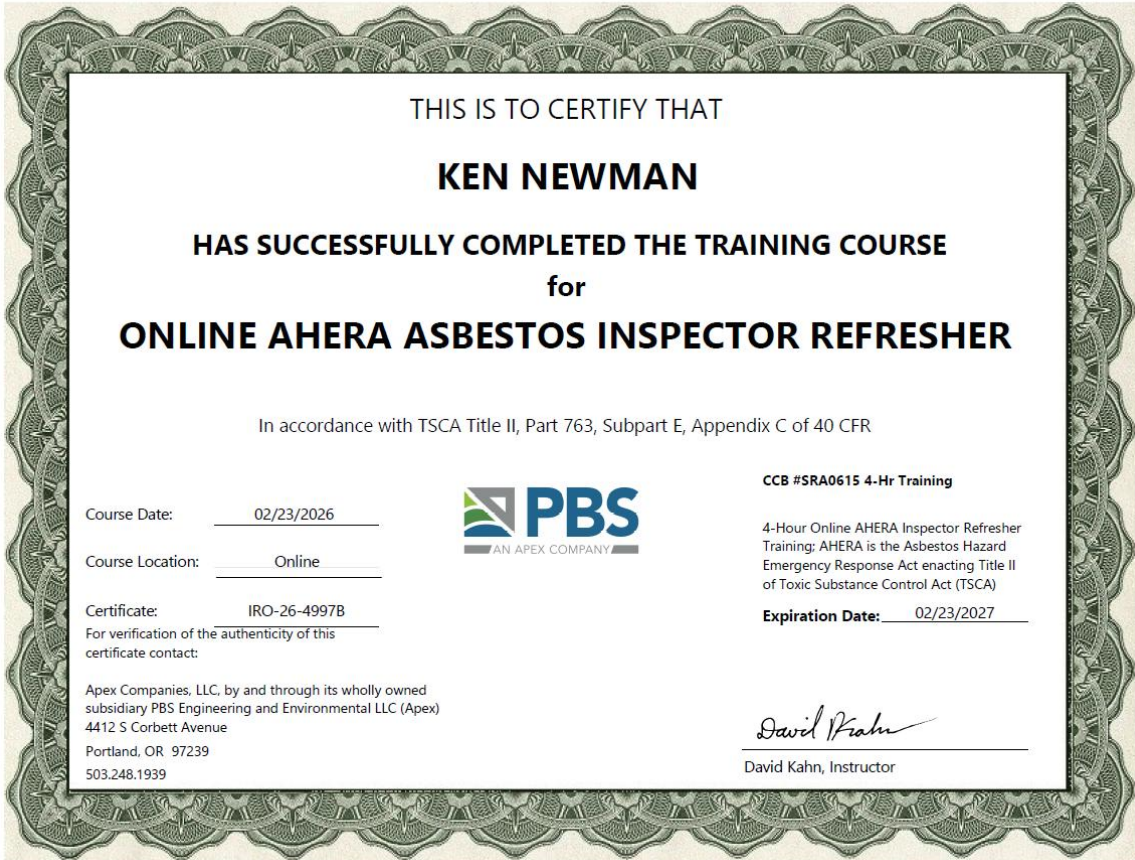 THIS IS TO CERTIFY THAT
KEN NEWMAN
HAS SUCCESSFULLY COMPLETED THE TRAINING COURSE
for
ONLINE AHERA ASBESTOS INSPECTOR REFRESHER
In accordance with TSCA Title II, Part 763, Subpart E, Appendix C of 40 CFR
Course Date: 02/23/2026
Course Location: Online
Certificate: IRO-26-4997B
For verification of the authenticity of this
certificate contact:
Apex Companies, LLC, by and through its wholly owned
subsidiary PBS Engineering and Environmental LLC (Apex)
4412 S Corbett Avenue
Portland, OR 97239
503.248.1939
PBS
AN APEX COMPANY
CCB #SRA0615 4-Hr Training
4-Hour Online AHERA Inspector Refresher
Training; AHERA is the Asbestos Hazard
Emergency Response Act enacting Title II
of Toxic Substance Control Act (TSCA)
Expiration Date: 02/23/2027
David Kahn
David Kahn, Instructor